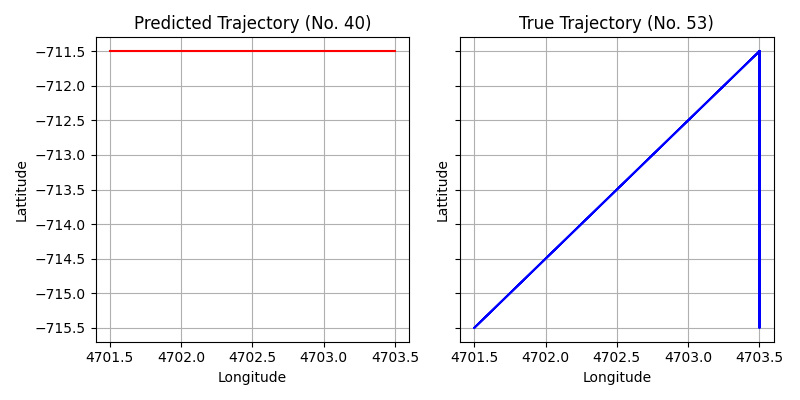 Predicted Trajectory (No. 40)
−711.5
−712.0
−712.5
−713.0
−713.5
−714.0
−714.5
−715.0
−715.5
Lattitude
4701.5 4702.0 4702.5 4703.0 4703.5
Longitude
True Trajectory (No. 53)
Lattitude
4701.5 4702.0 4702.5 4703.0 4703.5
Longitude